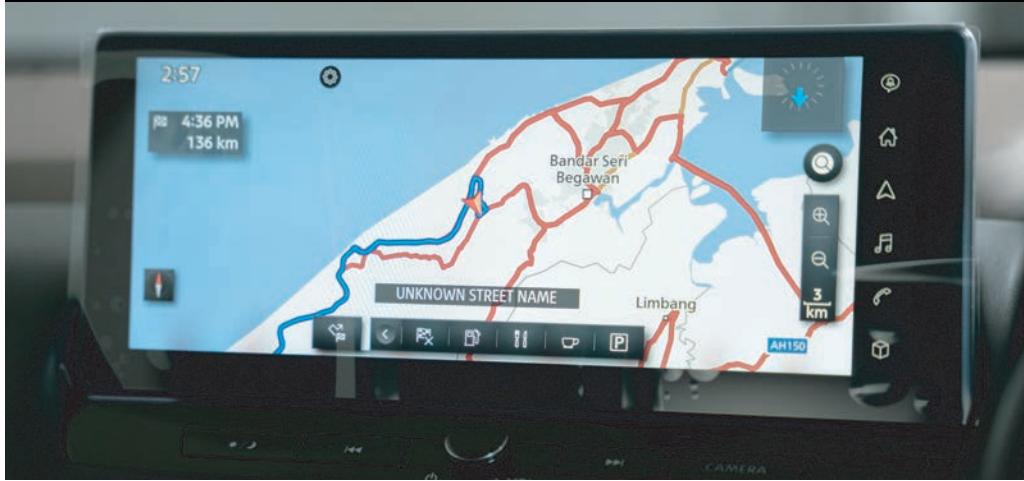 2:57
4:36 PM
136 km
Bandar Seri
Begawan
UNKNOWN STREET NAME
Limbang
3
km
AH150
P
CAMERA